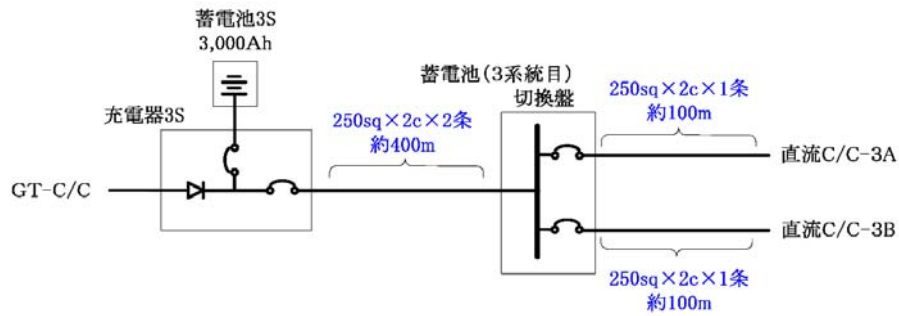 蓄電池3S
3,000Ah
充電器3S
GT-C/C
250sq×2c×2条
約400m
蓄電池(3系統目)
切換盤
250sq×2c×1条
約100m
直流C/C-3A
直流C/C-3B
250sq×2c×1条
約100m